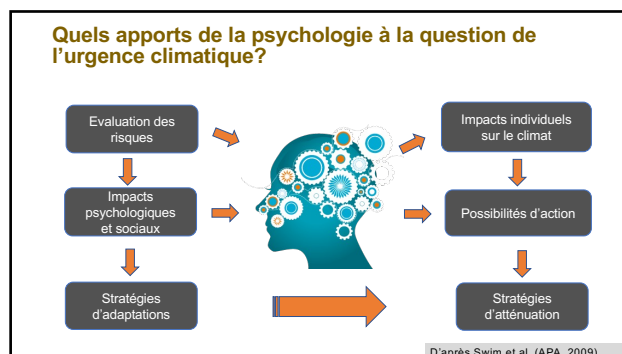 Quels apports de la psychologie à la question de
l'urgence climatique?
Evaluation des
risques
Impacts
psychologiques
et sociaux
Stratégies
d'adaptations
Impacts individuels
sur le climat
Possibilités d'action
Stratégies
d'atténuation
D'après Swim et al. (APA, 2009)